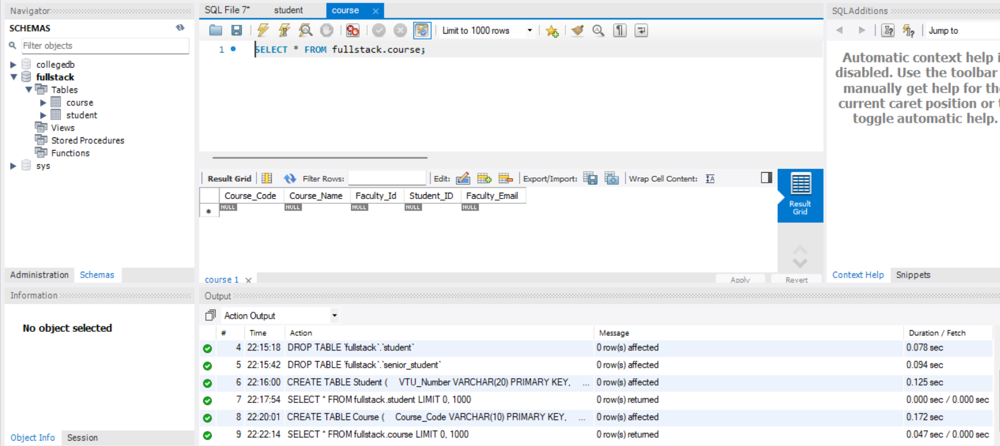 Navigator
SCHEMAS
Filter objects
collegedb
fullstack
Tables
course
student
Views
Stored Procedures
Functions
sys
Administration Schemas
Information
No object selected
Object Info Session
SQL File 7* student course
Limit to 1000 rows
1 SELECT * FROM fullstack.course;
Result Grid Filter Rows: Edit: Export/Import: Wrap Cell Content:
Course_Code Course_Name Faculty_Id Student_ID Faculty_Email
NULL NULL NULL NULL NULL
Result
Grid
course 1 Apply Revert
SQLAdditions
Jump to
Automatic context help i
disabled. Use the toolbar
manually get help for the
current caret position or t
toggle automatic help.
Context Help Snippets
Output
Action Output
# Time Action Message Duration / Fetch
4 22:15:18 DROP TABLE `fullstack`.`student` 0 row(s) affected 0.078 sec
5 22:15:42 DROP TABLE `fullstack`.`senior_student` 0 row(s) affected 0.094 sec
6 22:16:00 CREATE TABLE Student ( VTU_Number VARCHAR(20) PRIMARY KEY, ... 0 row(s) affected 0.125 sec
7 22:17:54 SELECT * FROM fullstack.student LIMIT 0, 1000 0 row(s) returned 0.000 sec / 0.000 sec
8 22:20:01 CREATE TABLE Course ( Course_Code VARCHAR(10) PRIMARY KEY, ... 0 row(s) affected 0.172 sec
9 22:22:14 SELECT * FROM fullstack.course LIMIT 0, 1000 0 row(s) returned 0.047 sec / 0.000 sec